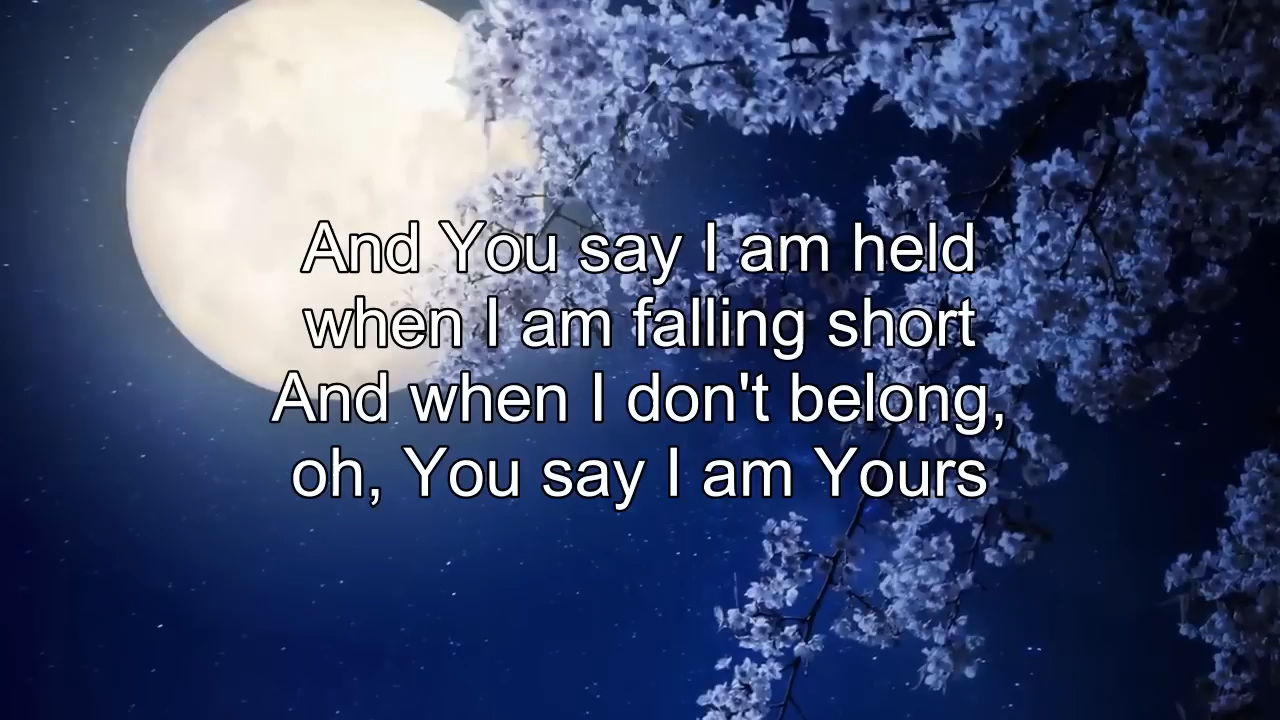 And You say I am held
when I am falling short
And when I don't belong,
oh, You say I am Yours